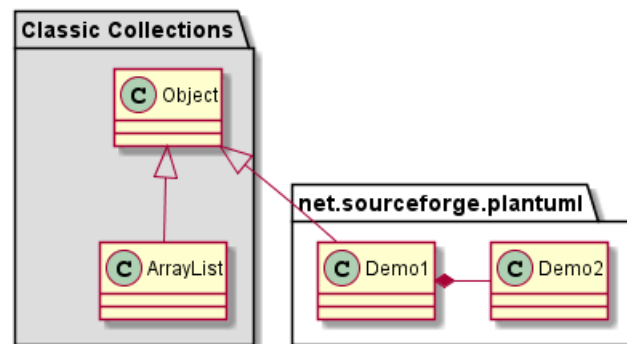 Classic Collections
C Object
net.sourceforge.plantuml
C ArrayList
C Demo1
C Demo2